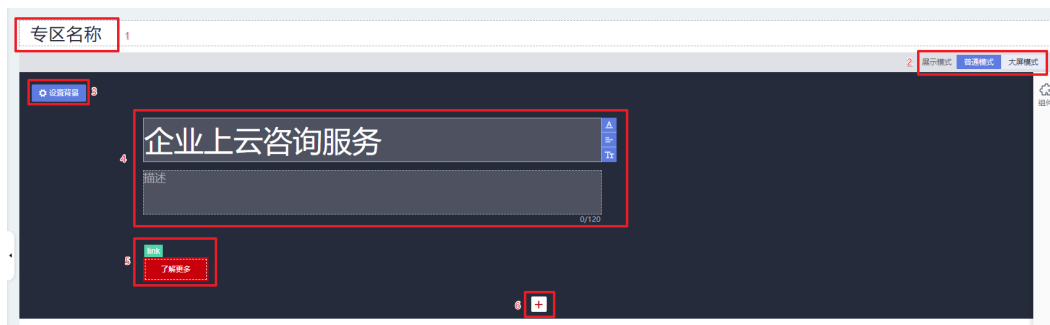 专区名称 1
2 展示模式 普通模式 大屏模式
设置背景 3
组件
企业上云咨询服务
A
Tт
4
描述
0/120
link
5 了解更多
6 +